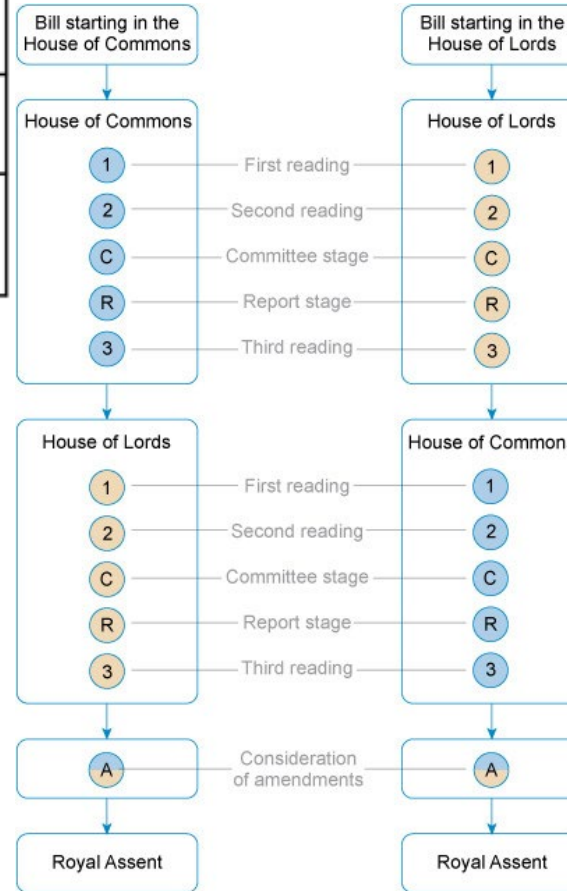 Bill starting in the
House of Commons
Bill starting in the
House of Lords
House of Commons
House of Lords
1 First reading 1
2 Second reading 2
C Committee stage C
R Report stage R
3 Third reading 3
House of Lords
House of Common
1 First reading 1
2 Second reading 2
C Committee stage C
R Report stage R
3 Third reading 3
A Consideration
of amendments A
Royal Assent
Royal Assent